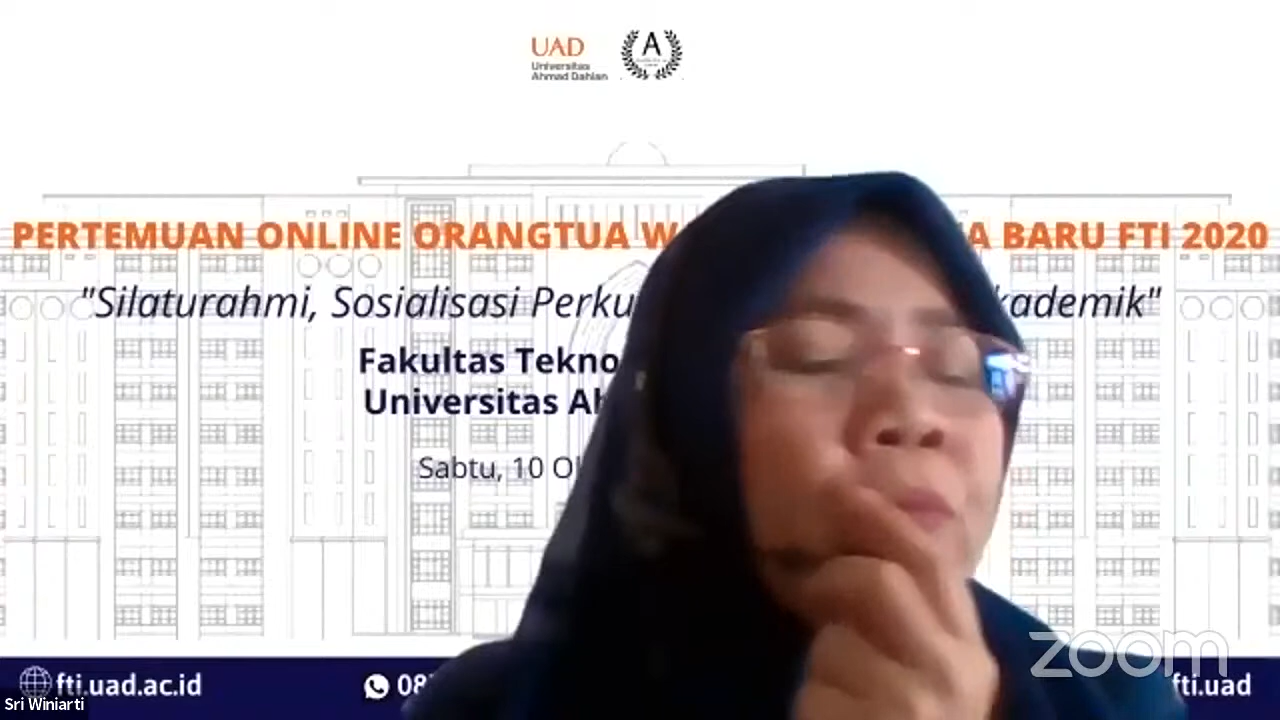 UAD
Universitas
Ahmad Dahlan
A
PERTEMUAN ONLINE ORANGTUA W A BARU FTI 2020
"Silaturahmi, Sosialisasi Perku kademik"
Fakultas Tekno
Universitas Ah
Sabtu, 10 Ok
zoom
fti.uad.ac.id 08 fti.uad
Sri Winiarti